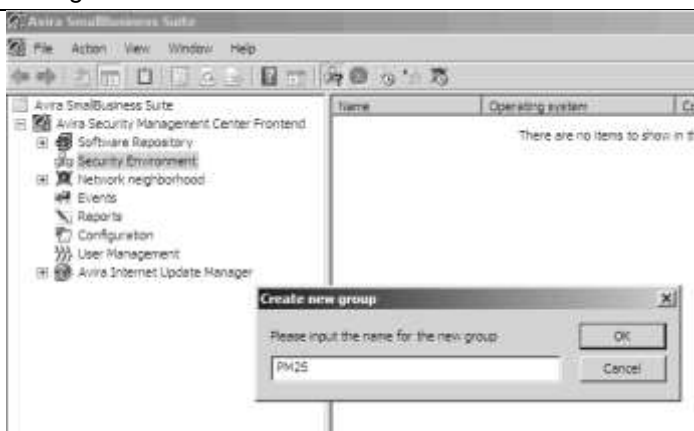 Avira SmallBusiness Suite
File Action View Window Help
Avira SmallBusiness Suite
Avira Security Management Center Frontend
Software Repository
Security Environment
Network neighborhood
Events
Reports
Configuration
User Management
Avira Internet Update Manager
Name Operating system
There are no items to show in
Create new group
Please input the name for the new group
OK
PM25
Cancel